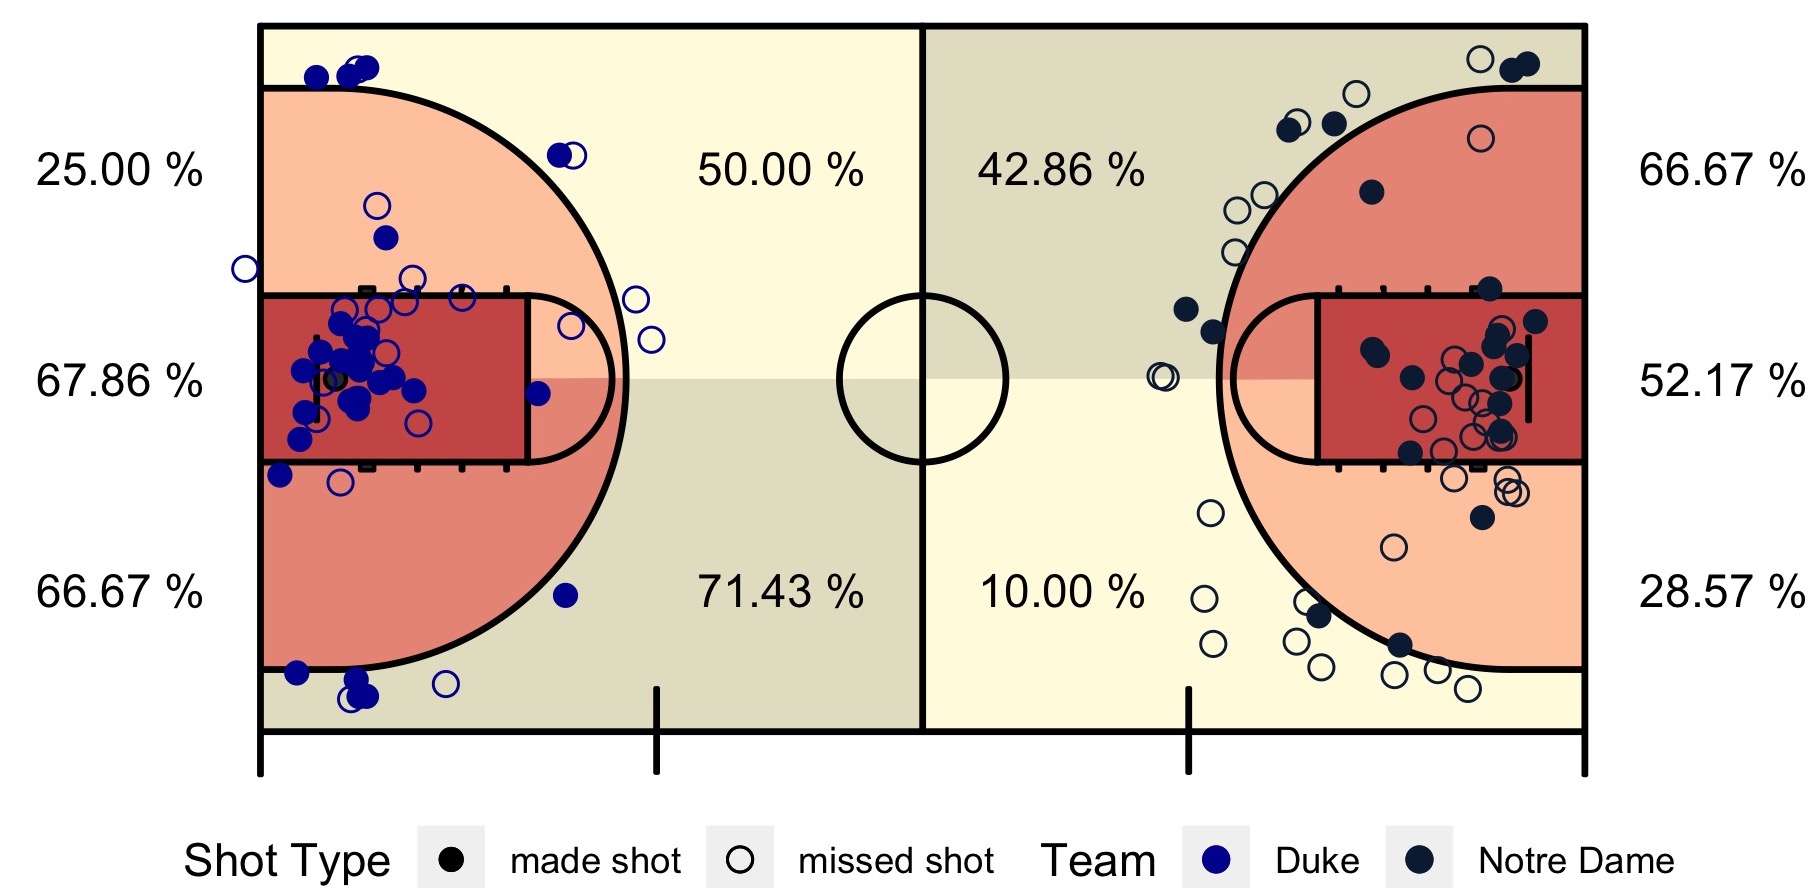 25.00 % 50.00 % 42.86 % 66.67 %
67.86 % 52.17 %
66.67 % 71.43 % 10.00 % 28.57 %
Shot Type made shot missed shot Team Duke Notre Dame